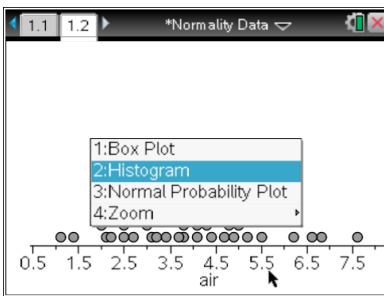 1.1 1.2 *Normality Data
1:Box Plot
2:Histogram
3:Normal Probability Plot
4:Zoom
0.5 1.5 2.5 3.5 4.5 5.5 6.5 7.5
air